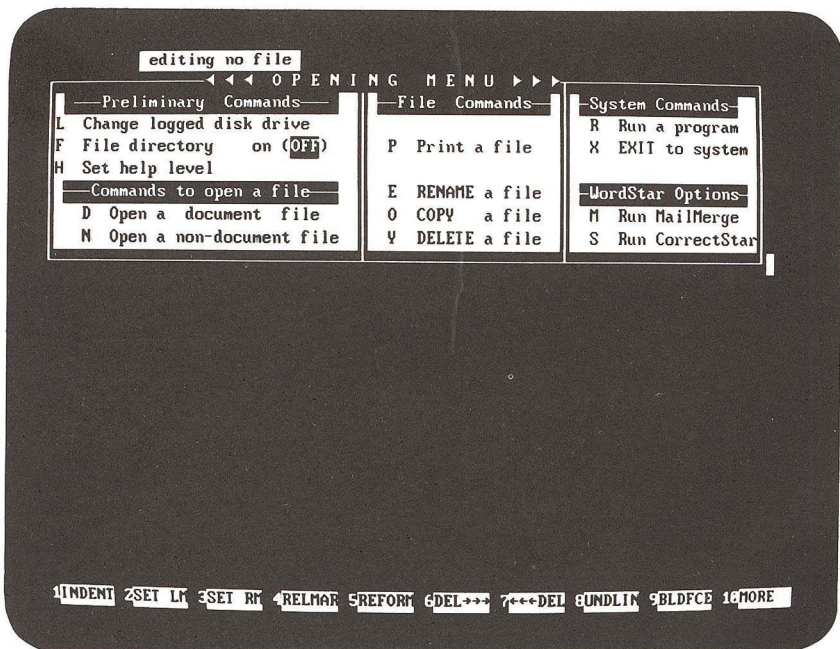 editing no file
◄ ◄ ◄ O P E N I N G M E N U ► ► ►
Preliminary Commands
L Change logged disk drive
F File directory on (OFF)
H Set help level
Commands to open a file
D Open a document file
N Open a non-document file
File Commands
P Print a file
E RENAME a file
O COPY a file
Y DELETE a file
System Commands
R Run a program
X EXIT to system
WordStar Options
M Run MailMerge
S Run CorrectStar
1INDENT 2SET LM 3SET RM 4RELMAR 5REFORM 6DEL→→→ 7←←←DEL 8UNDLIN 9BLDFCE 10MORE